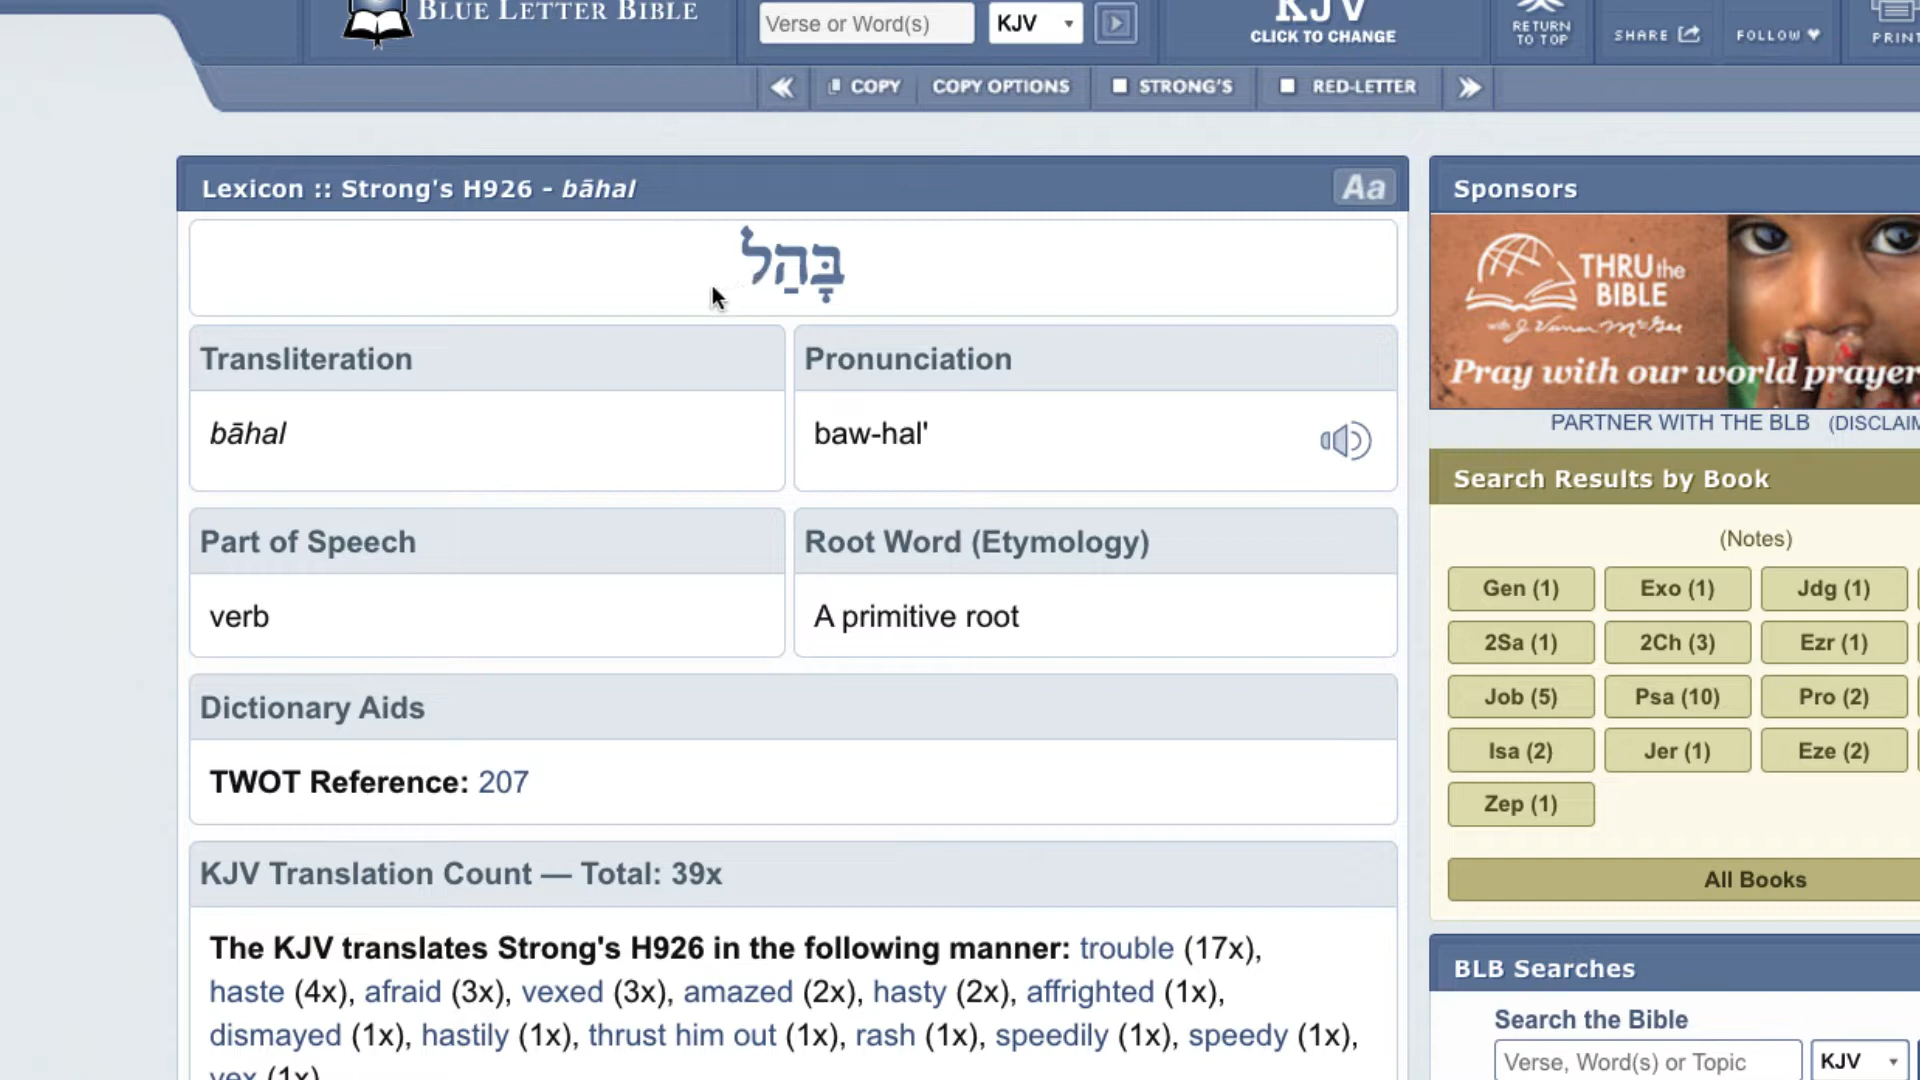 BLUE LETTER BIBLE
Verse or Word(s)
KJV
KJV
CLICK TO CHANGE
RETURN
TO TOP
SHARE
FOLLOW
PRINT
COPY
COPY OPTIONS
STRONG'S
RED-LETTER
Lexicon :: Strong's H926 - bāhal
Aa
בָּהַל
Transliteration
bāhal
Pronunciation
baw-hal'
Part of Speech
verb
Root Word (Etymology)
A primitive root
Dictionary Aids
TWOT Reference: 207
KJV Translation Count — Total: 39x
The KJV translates Strong's H926 in the following manner: trouble (17x),
haste (4x), afraid (3x), vexed (3x), amazed (2x), hasty (2x), affrighted (1x),
dismayed (1x), hastily (1x), thrust him out (1x), rash (1x), speedily (1x), speedy (1x),
vex (1x)
Sponsors
THRU the
BIBLE
with J. Vernon McGee
Pray with our world prayer
PARTNER WITH THE BLB (DISCLAIM
Search Results by Book
(Notes)
Gen (1) Exo (1) Jdg (1)
2Sa (1) 2Ch (3) Ezr (1)
Job (5) Psa (10) Pro (2)
Isa (2) Jer (1) Eze (2)
Zep (1)
All Books
BLB Searches
Search the Bible
Verse, Word(s) or Topic
KJV